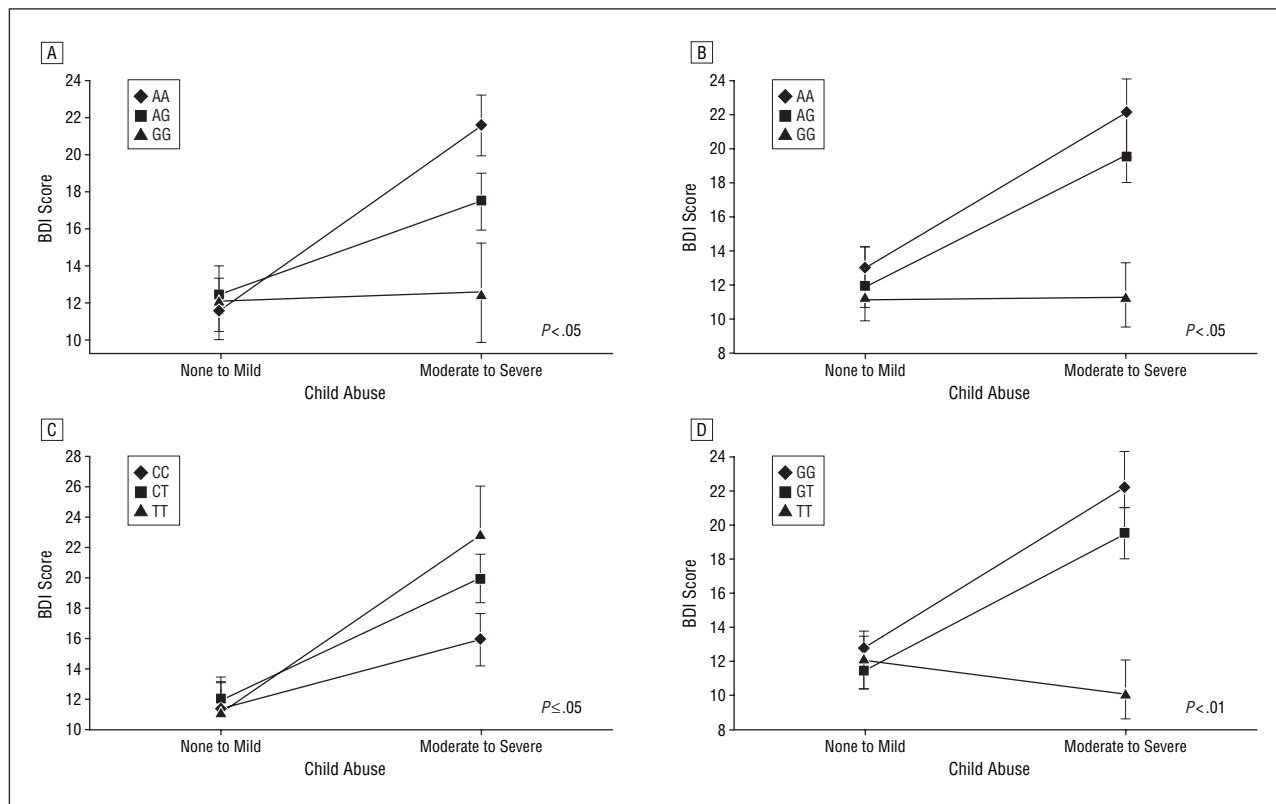 A
24
22
20
18
16
14
12
10
BDI Score
AA
AG
GG
None to Mild
Moderate to Severe
Child Abuse
P<.05
B
24
22
20
18
16
14
12
10
8
BDI Score
AA
AG
GG
None to Mild
Moderate to Severe
Child Abuse
P<.05
C
28
26
24
22
20
18
16
14
12
10
BDI Score
CC
CT
TT
None to Mild
Moderate to Severe
Child Abuse
P≤.05
D
24
22
20
18
16
14
12
10
8
BDI Score
GG
GT
TT
None to Mild
Moderate to Severe
Child Abuse
P<.01